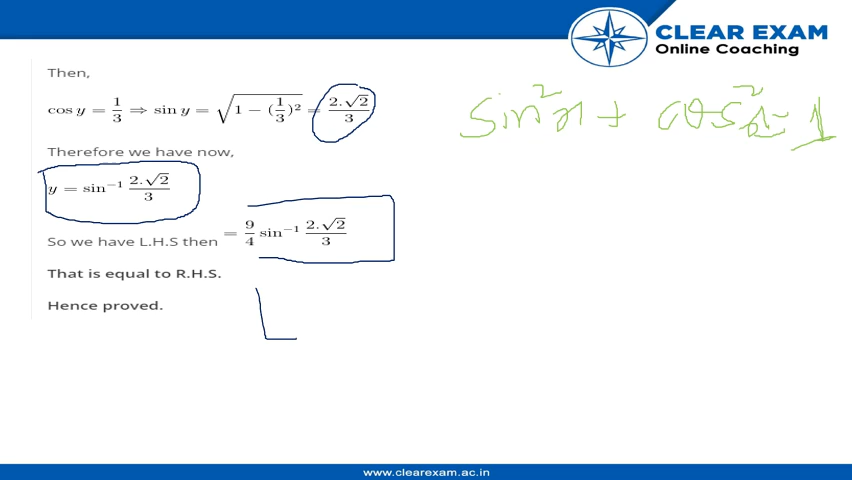 CLEAR EXAM
Online Coaching
Then,
cos y = 1/3 ⇒ sin y = √(1 − (1/3)²) = 2.√2/3
sin²x + cos²x = 1
Therefore we have now,
y = sin⁻¹ 2.√2/3
So we have L.H.S then = 9/4 sin⁻¹ 2.√2/3
That is equal to R.H.S.
Hence proved.
www.clearexam.ac.in